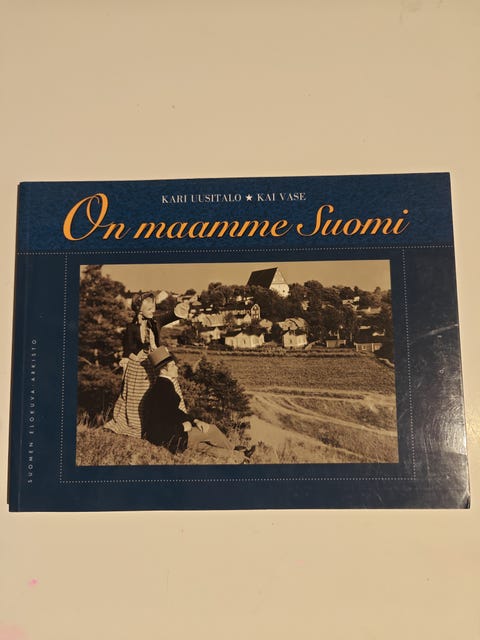 KARI UUSITALO ★ KAI VASE
On maamme Suomi
SUOMEN ELOKUVA-ARKISTO